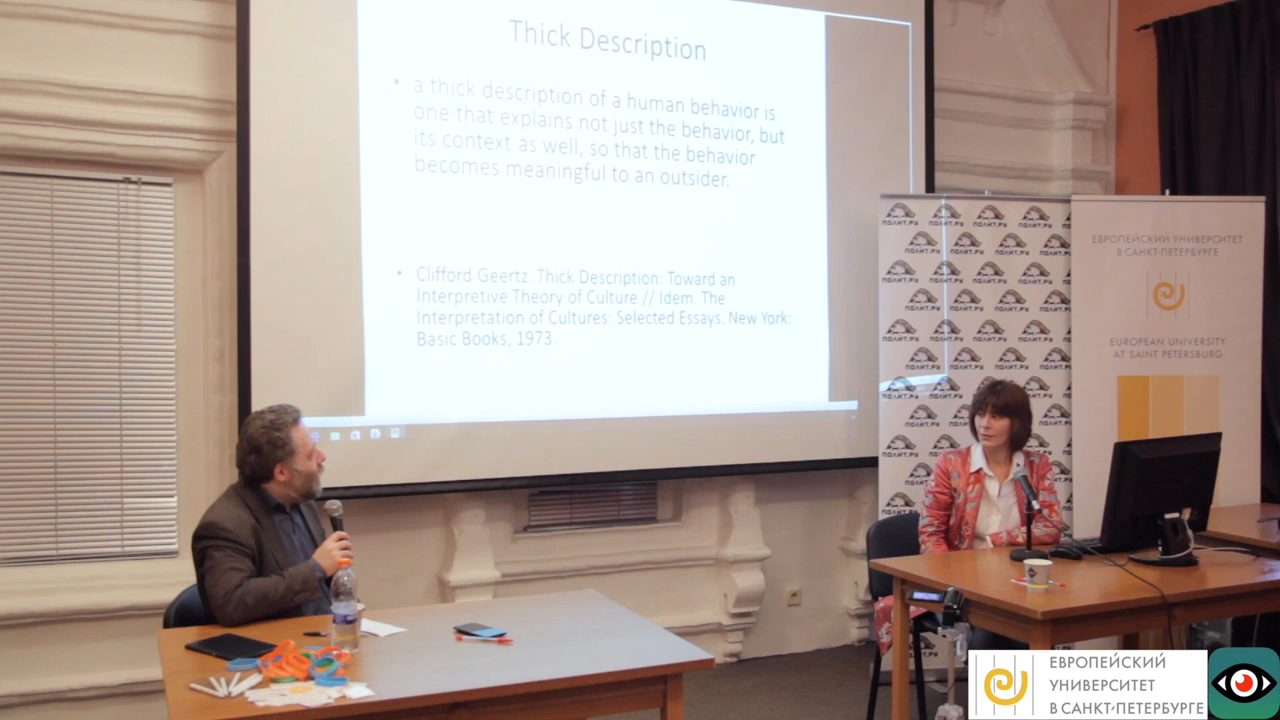 Thick Description
• a thick description of a human behavior is
one that explains not just the behavior, but
its context as well, so that the behavior
becomes meaningful to an outsider.
• Clifford Geertz. Thick Description: Toward an
Interpretive Theory of Culture // Idem. The
Interpretation of Cultures: Selected Essays. New York:
Basic Books, 1973.
ПОЛИТ.РУ
ЕВРОПЕЙСКИЙ УНИВЕРСИТЕТ
В САНКТ-ПЕТЕРБУРГЕ
EUROPEAN UNIVERSITY
AT SAINT PETERSBURG
ЕВРОПЕЙСКИЙ
УНИВЕРСИТЕТ
В САНКТ-ПЕТЕРБУРГЕ